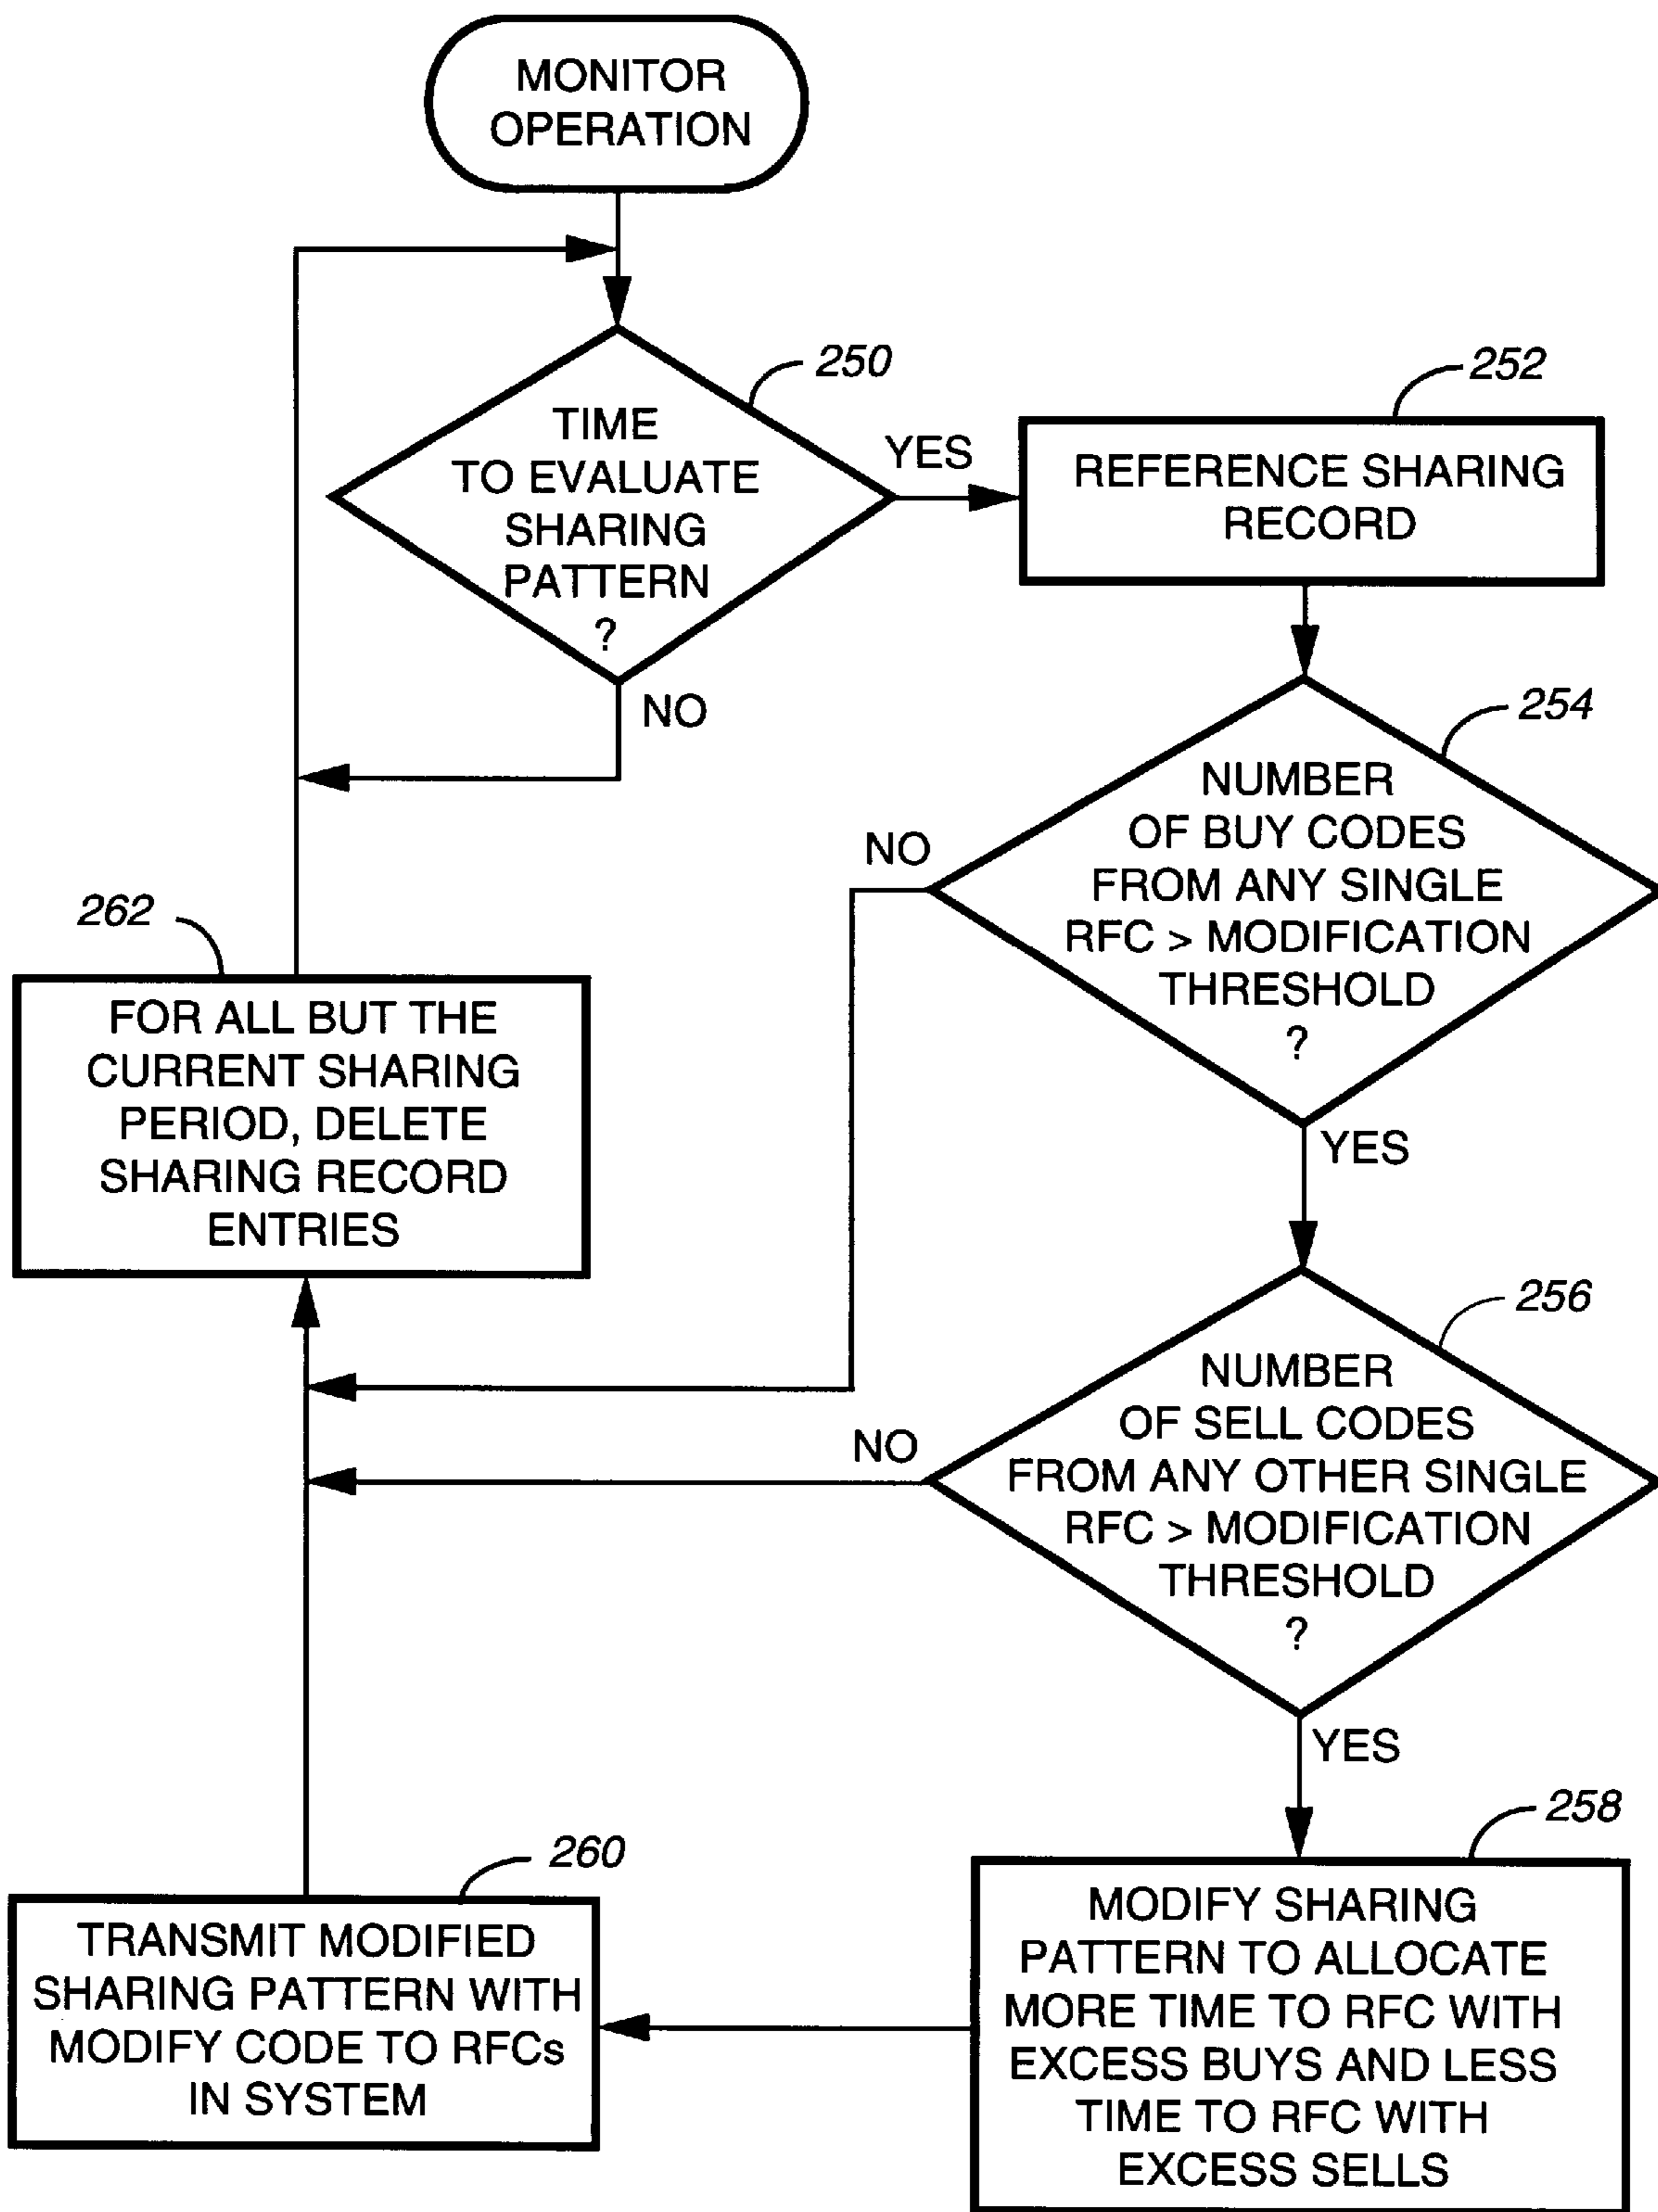 MONITOR
OPERATION
250
TIME
TO EVALUATE
SHARING
PATTERN
?
YES
NO
252
REFERENCE SHARING
RECORD
254
NUMBER
OF BUY CODES
FROM ANY SINGLE
RFC > MODIFICATION
THRESHOLD
?
NO
YES
256
NUMBER
OF SELL CODES
FROM ANY OTHER SINGLE
RFC > MODIFICATION
THRESHOLD
?
NO
YES
258
MODIFY SHARING
PATTERN TO ALLOCATE
MORE TIME TO RFC WITH
EXCESS BUYS AND LESS
TIME TO RFC WITH
EXCESS SELLS
260
TRANSMIT MODIFIED
SHARING PATTERN WITH
MODIFY CODE TO RFCs
IN SYSTEM
262
FOR ALL BUT THE
CURRENT SHARING
PERIOD, DELETE
SHARING RECORD
ENTRIES